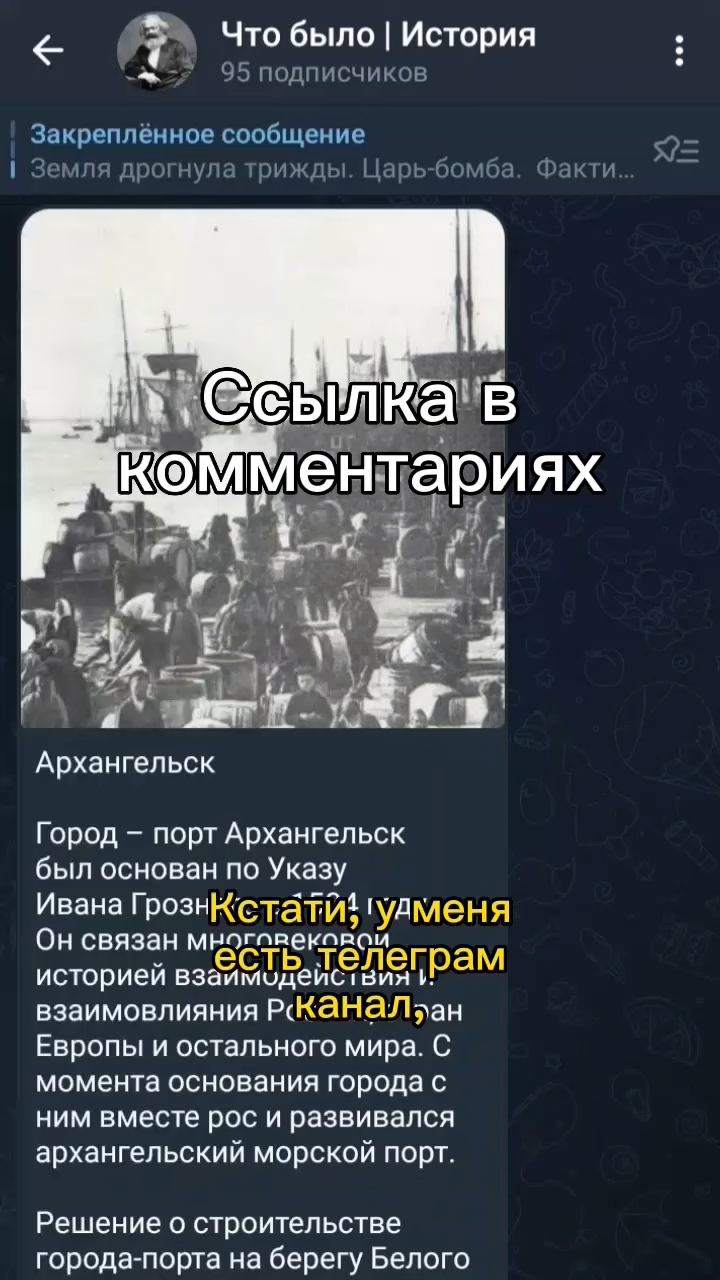 Что было | История
95 подписчиков
Закреплённое сообщение
Земля дрогнула трижды. Царь-бомба. Факти...
Ссылка в
комментариях
Архангельск
Город – порт Архангельск
был основан по Указу
Ивана
Кстати, у меня
Он связан многовековой
есть телеграм
историей взаимодействия и
канал,
взаимовлияния
Европы и остального мира. С
момента основания города с
ним вместе рос и развивался
архангельский морской порт.
Решение о строительстве
города-порта на берегу Белого